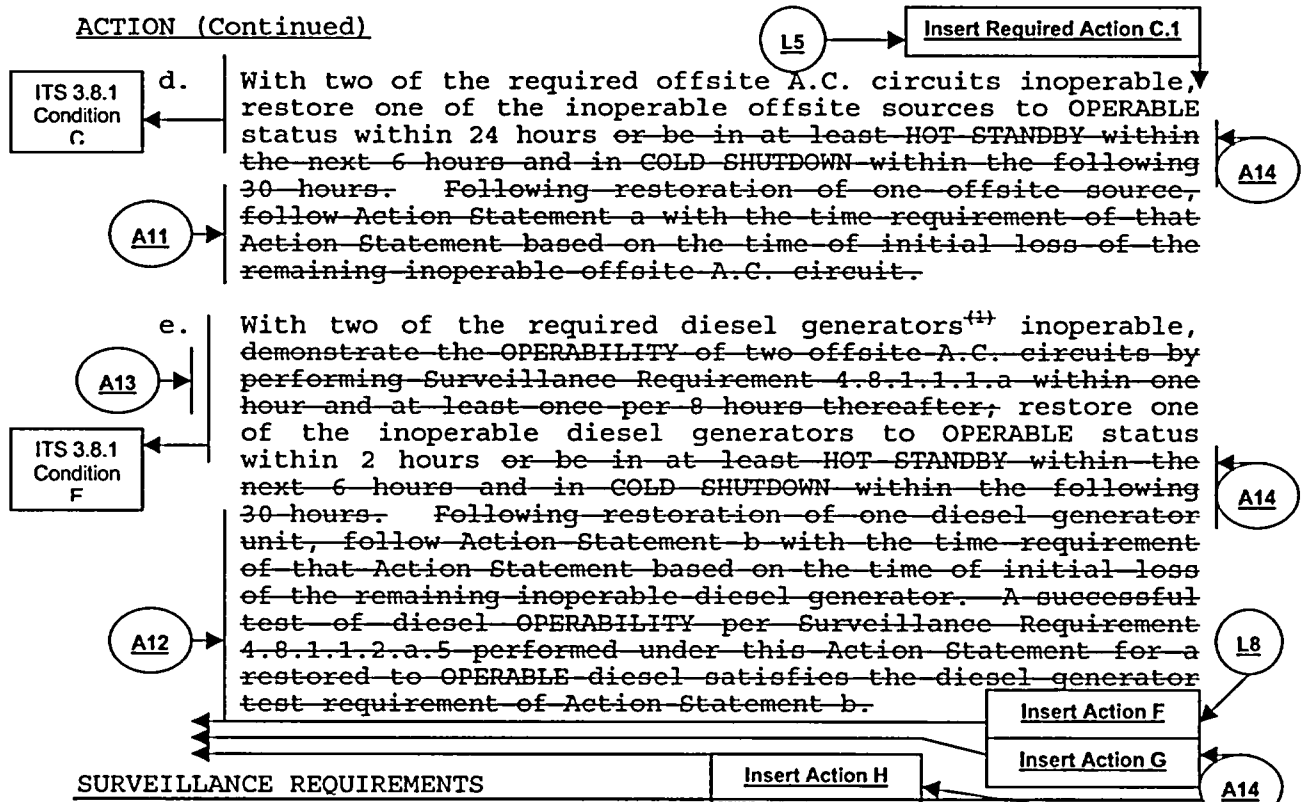 ACTION (Continued)
L5
Insert Required Action C.1
ITS 3.8.1
Condition
C
d. With two of the required offsite A.C. circuits inoperable,
restore one of the inoperable offsite sources to OPERABLE
status within 24 hours or be in at least HOT STANDBY within
the next 6 hours and in COLD SHUTDOWN within the following
30 hours. Following restoration of one offsite source,
follow Action Statement a with the time requirement of that
Action Statement based on the time of initial loss of the
remaining inoperable offsite A.C. circuit.
A14
A11
e. With two of the required diesel generators(1) inoperable,
demonstrate the OPERABILITY of two offsite A.C. circuits by
performing Surveillance Requirement 4.8.1.1.1.a within one
hour and at least once per 8 hours thereafter; restore one
of the inoperable diesel generators to OPERABLE status
within 2 hours or be in at least HOT STANDBY within the
next 6 hours and in COLD SHUTDOWN within the following
30 hours. Following restoration of one diesel generator
unit, follow Action Statement b with the time requirement
of that Action Statement based on the time of initial loss
of the remaining inoperable diesel generator. A successful
test of diesel OPERABILITY per Surveillance Requirement
4.8.1.1.2.a.5 performed under this Action Statement for a
restored to OPERABLE diesel satisfies the diesel generator
test requirement of Action Statement b.
A13
ITS 3.8.1
Condition
F
A14
A12
L8
Insert Action F
Insert Action G
Insert Action H
A14
SURVEILLANCE REQUIREMENTS